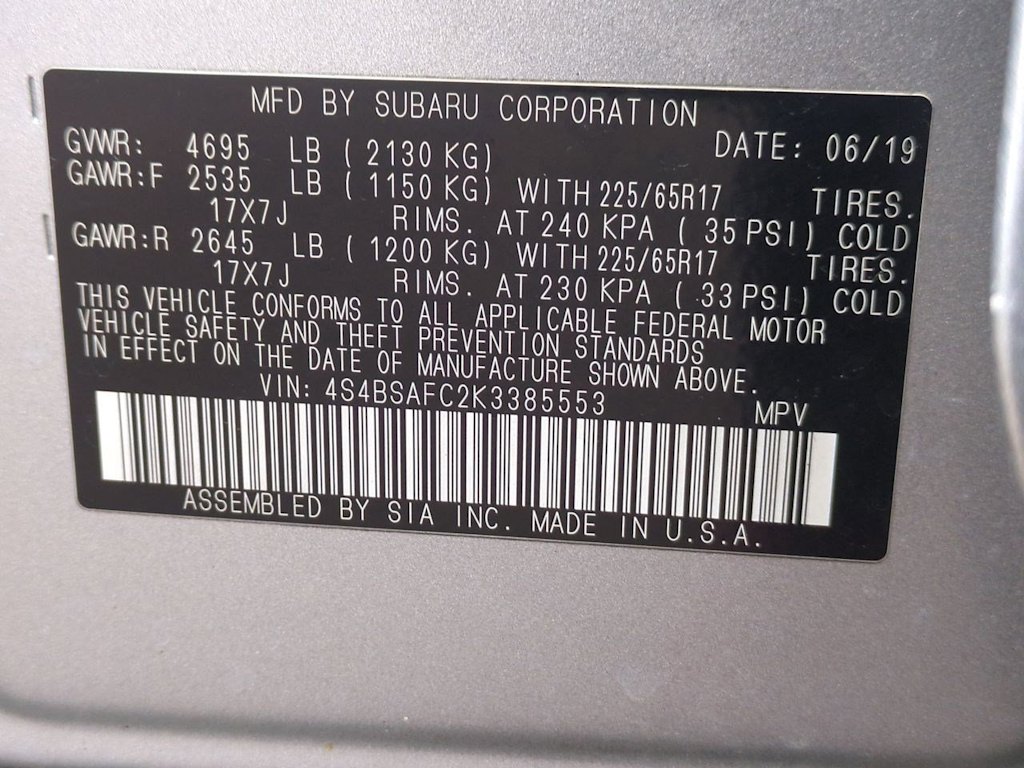 MFD BY SUBARU CORPORATION
GVWR: 4695 LB ( 2130 KG) DATE: 06/19
GAWR:F 2535 LB ( 1150 KG) WITH 225/65R17 TIRES.
17X7J RIMS. AT 240 KPA ( 35 PSI) COLD
GAWR:R 2645 LB ( 1200 KG) WITH 225/65R17 TIRES.
17X7J RIMS. AT 230 KPA ( 33 PSI) COLD
THIS VEHICLE CONFORMS TO ALL APPLICABLE FEDERAL MOTOR
VEHICLE SAFETY AND THEFT PREVENTION STANDARDS
IN EFFECT ON THE DATE OF MANUFACTURE SHOWN ABOVE.
VIN: 4S4BSAFC2K3385553 MPV
ASSEMBLED BY SIA INC. MADE IN U.S.A.